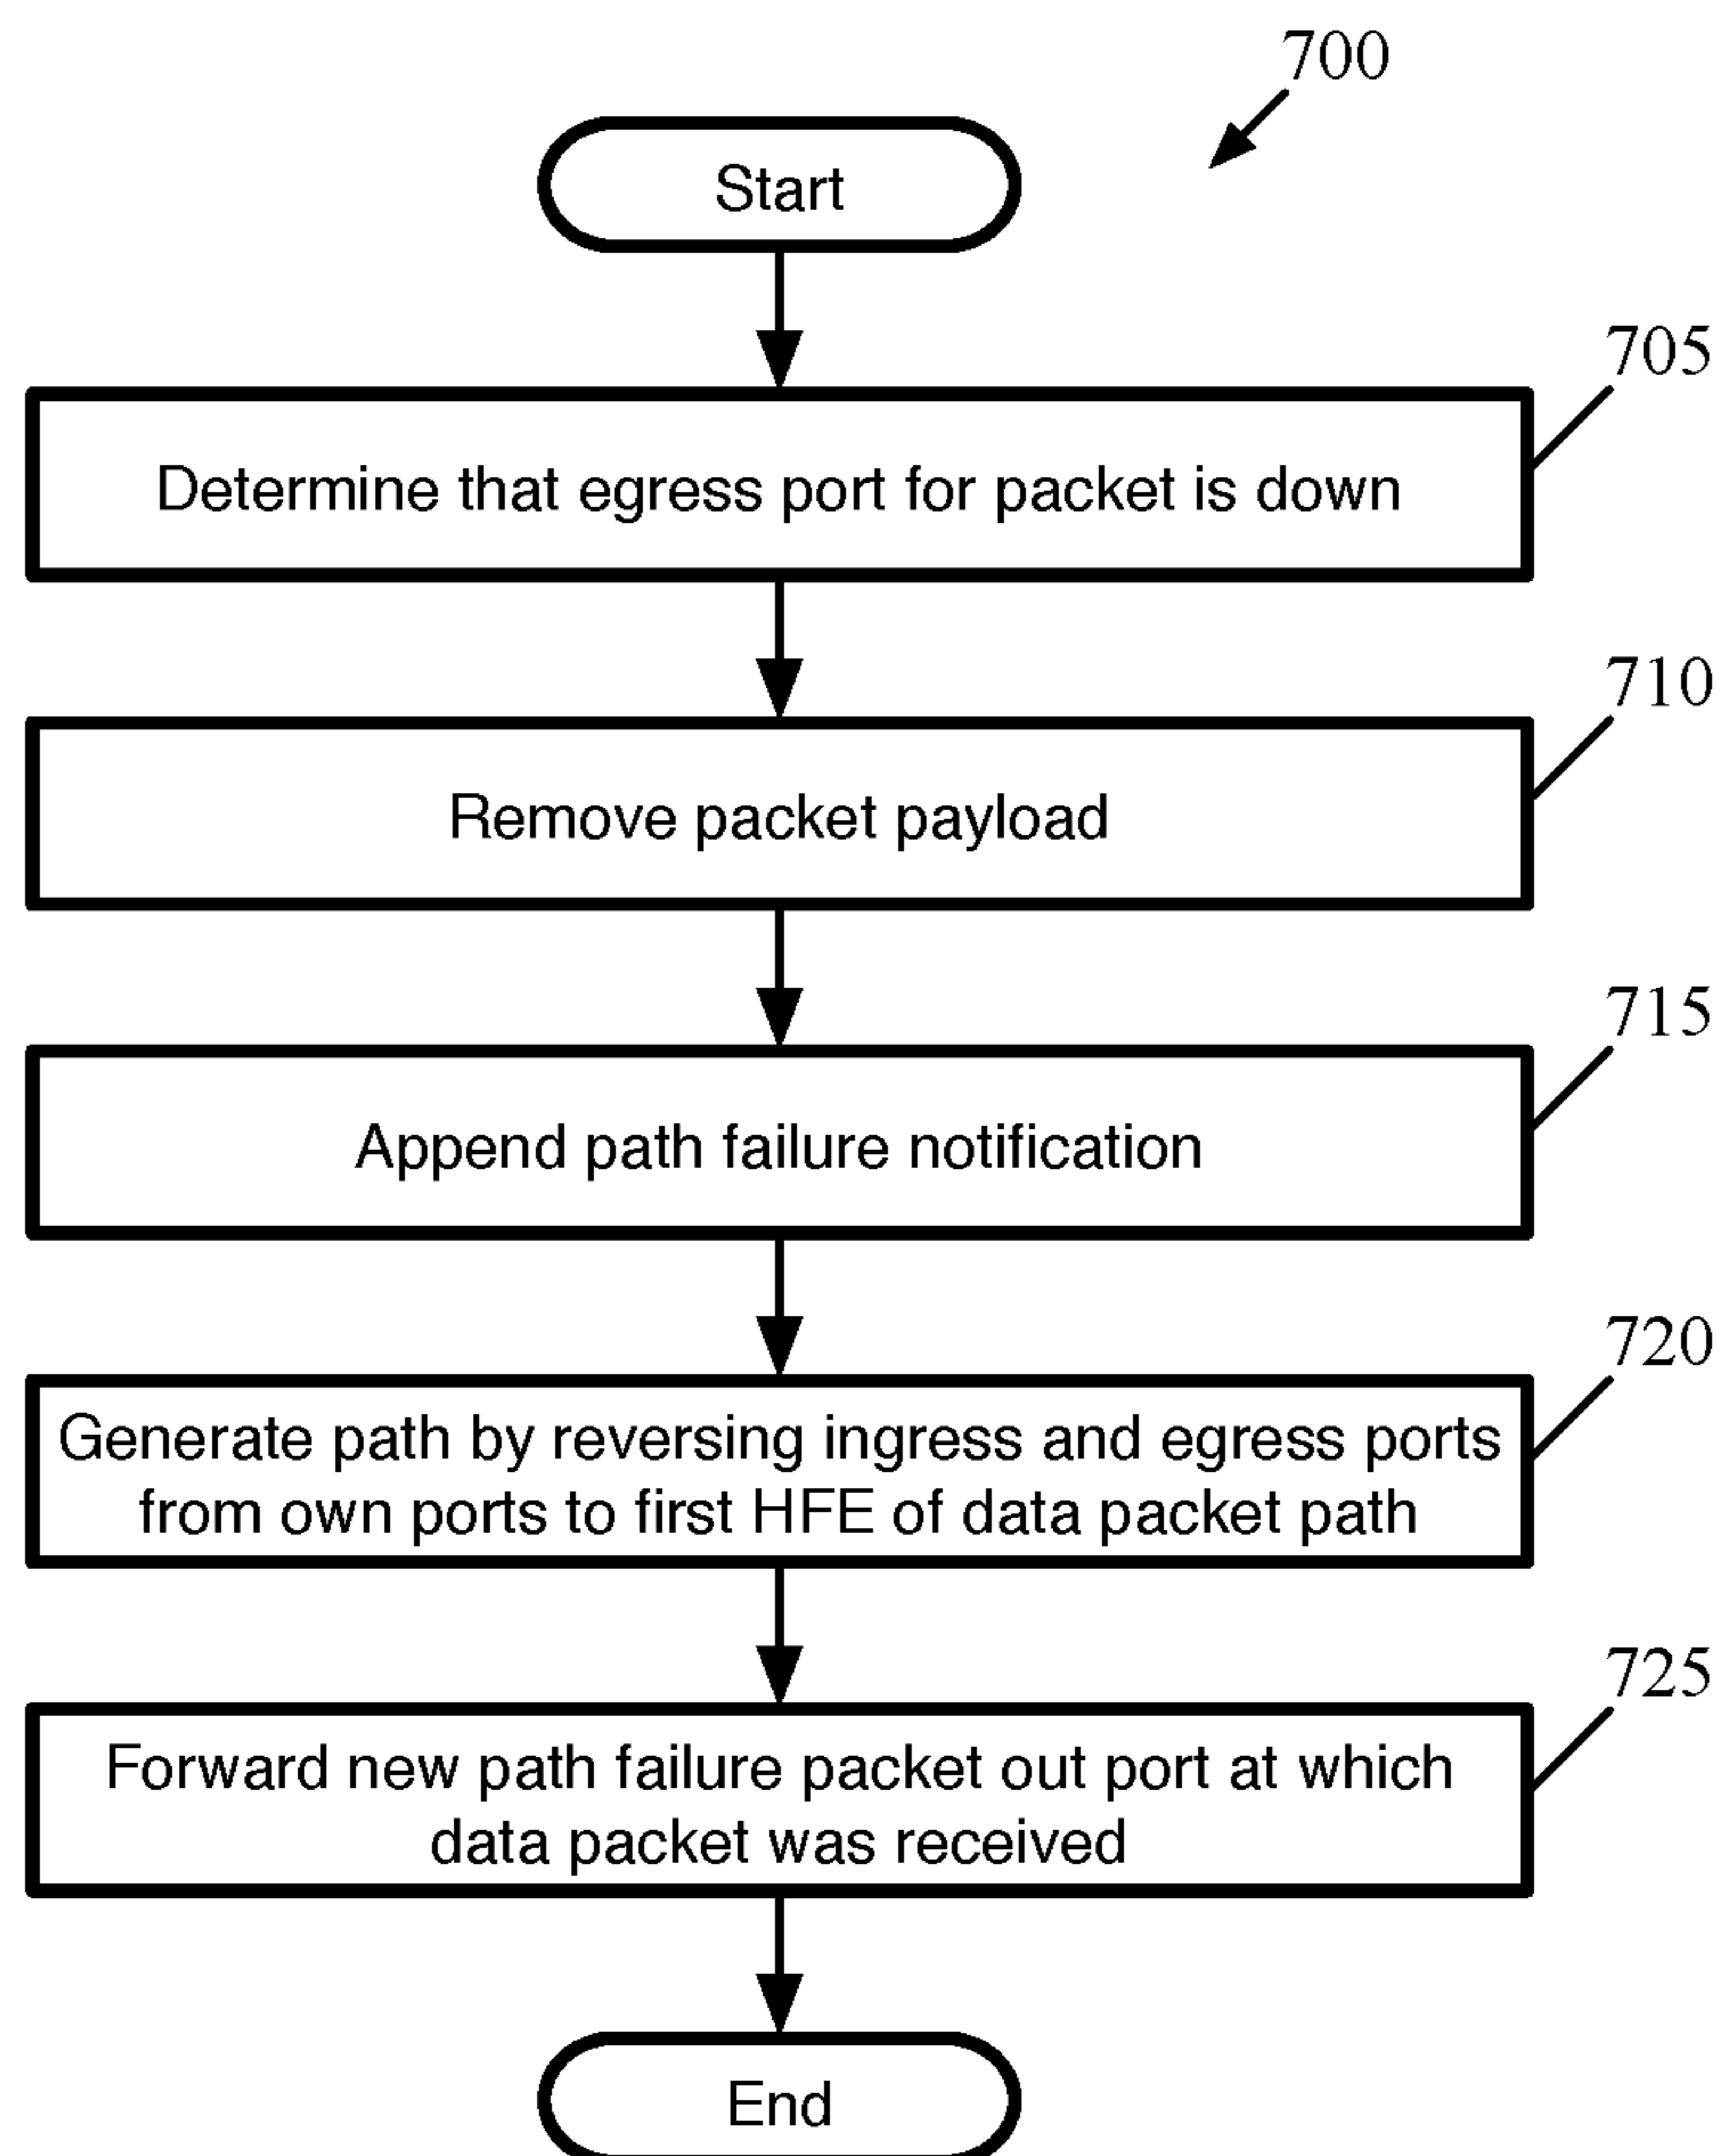 700
Start
705
Determine that egress port for packet is down
710
Remove packet payload
715
Append path failure notification
720
Generate path by reversing ingress and egress ports
from own ports to first HFE of data packet path
725
Forward new path failure packet out port at which
data packet was received
End